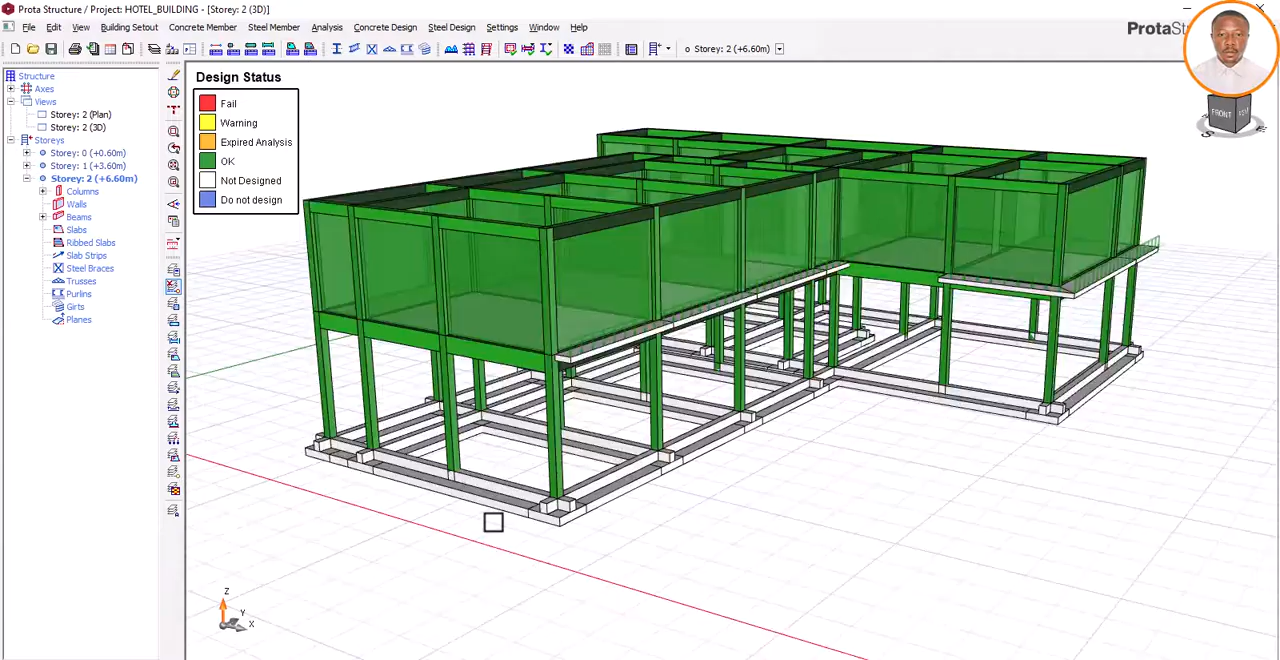 Prota Structure / Project: HOTEL_BUILDING - [Storey: 2 (3D)]
File Edit View Building Setout Concrete Member Steel Member Analysis Concrete Design Steel Design Settings Window Help
Storey: 2 (+6.60m)
Structure
Axes
Views
Storey: 2 (Plan)
Storey: 2 (3D)
Storeys
Storey: 0 (+0.60m)
Storey: 1 (+3.60m)
Storey: 2 (+6.60m)
Columns
Walls
Beams
Slabs
Ribbed Slabs
Slab Strips
Steel Braces
Trusses
Purlins
Girts
Planes
Design Status
Fail
Warning
Expired Analysis
OK
Not Designed
Do not design
FRONT
S
E
Z
Y
X